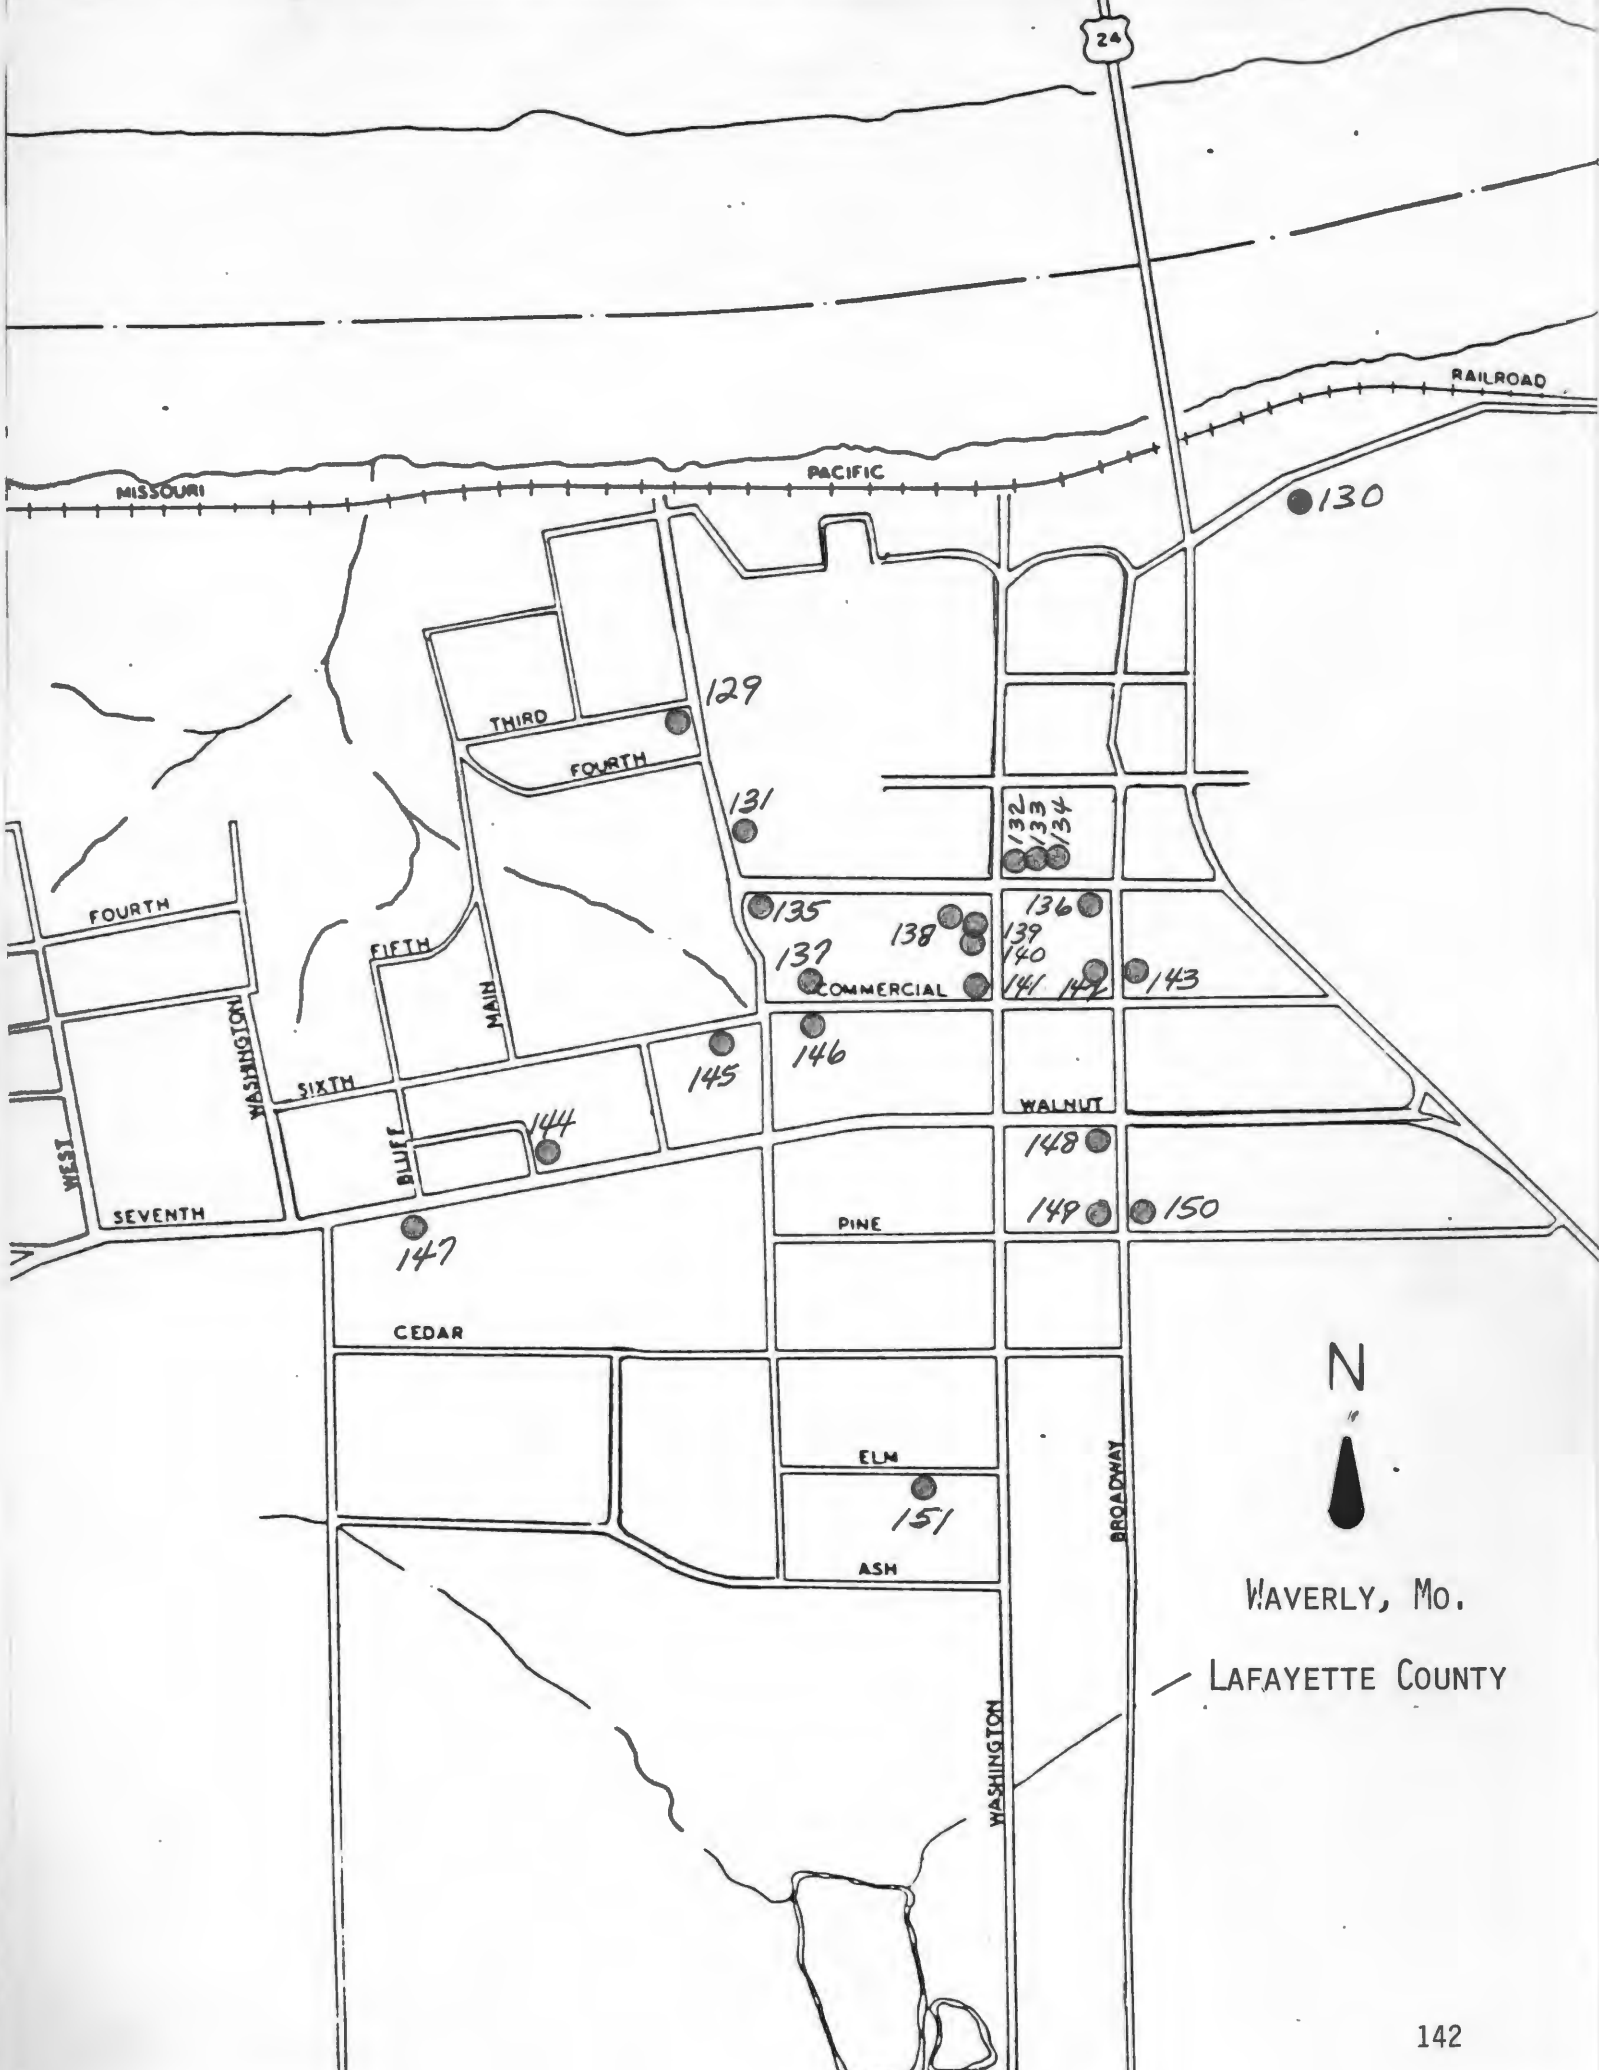 24
RAILROAD
PACIFIC
MISSOURI
130
129
THIRD
FOURTH
131
132
133
134
FOURTH
135
136
138
139
FIFTH
137
140
COMMERCIAL
141
142
143
MAIN
WASHINGTON
146
145
SIXTH
WALNUT
144
148
BLUFF
WEST
SEVENTH
149
150
PINE
147
CEDAR
N
ELM
BROADWAY
151
ASH
WAVERLY, MO.
LAFAYETTE COUNTY
WASHINGTON
142